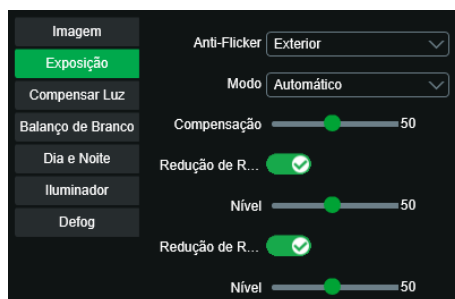 Imagem
Exposição
Compensar Luz
Balanço de Branco
Dia e Noite
Iluminador
Defog
Anti-Flicker Exterior
Modo Automático
Compensação 50
Redução de R...
Nível 50
Redução de R...
Nível 50